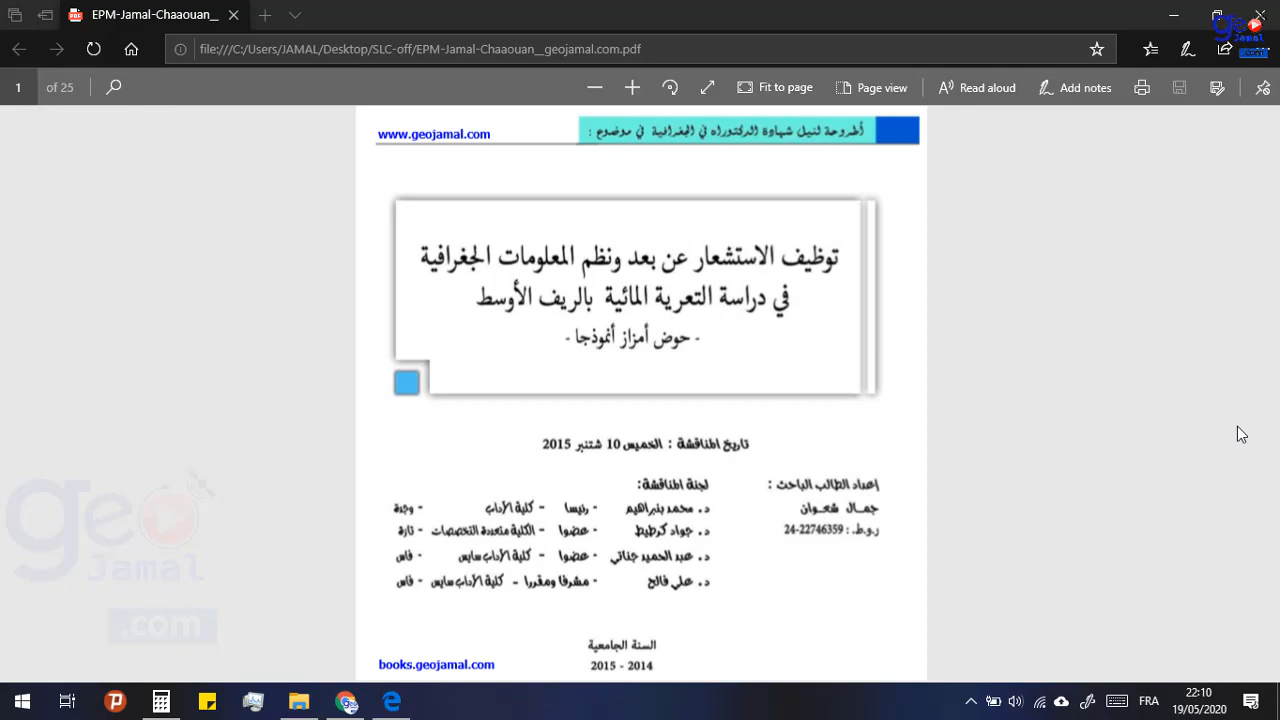 EPM-Jamal-Chaaouan_
geo
Jamal
.com
file:///C:/Users/JAMAL/Desktop/SLC-off/EPM-Jamal-Chaaouan__geojamal.com.pdf
1 of 25
Fit to page
Page view
Read aloud
Add notes
www.geojamal.com
أطروحة لنيل شهادة الدكتوراه في الجغرافية في موضوع :
توظيف الاستشعار عن بعد ونظم المعلومات الجغرافية
في دراسة التعرية المائية بالريف الأوسط
- حوض أمزاز أنموذجا -
تاريخ المناقشة : الخميس 10 شتنبر 2015
إعداد الطالب الباحث :
جمال شعوان
ر.و.ط. : 22746359-24
لجنة المناقشة:
د. محمد بنبراهيم - رئيسا - كلية الآداب - وجدة
د. جواد كرطيط - عضوا - الكلية متعددة التخصصات - تازة
د. عبد الحميد جناتي - عضوا - كلية الآداب سايس - فاس
د. علي فالح - مشرفا ومقررا - كلية الآداب سايس - فاس
السنة الجامعية
2014 - 2015
books.geojamal.com
geo
Jamal
.com
FRA
22:10
19/05/2020